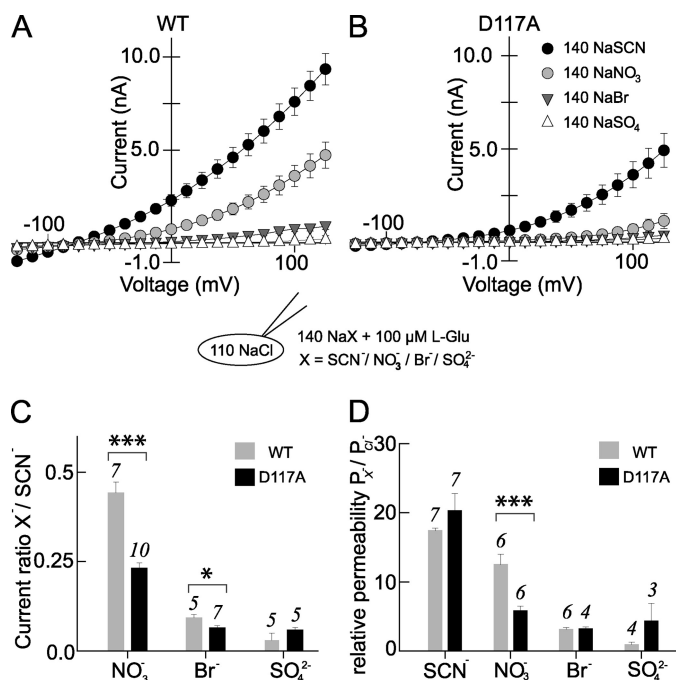 A
WT
10.0
Current (nA)
5.0
-100
-1.0
100
Voltage (mV)
B
D117A
10.0
Current (nA)
5.0
-100
-1.0
100
Voltage (mV)
140 NaSCN
140 NaNO₃
140 NaBr
140 NaSO₄
110 NaCl
140 NaX + 100 µM L-Glu
X = SCN⁻/ NO₃⁻ / Br⁻/ SO₄²⁻
C
Current ratio X⁻/ SCN⁻
0.5
0.25
0.0
WT
D117A
***
7
10
*
5
7
5
5
NO₃⁻
Br⁻
SO₄²⁻
D
relative permeability Pₓ⁻/ P_Cl⁻
30
20
10
0
WT
D117A
7
7
***
6
6
6
4
4
3
SCN⁻
NO₃⁻
Br⁻
SO₄²⁻